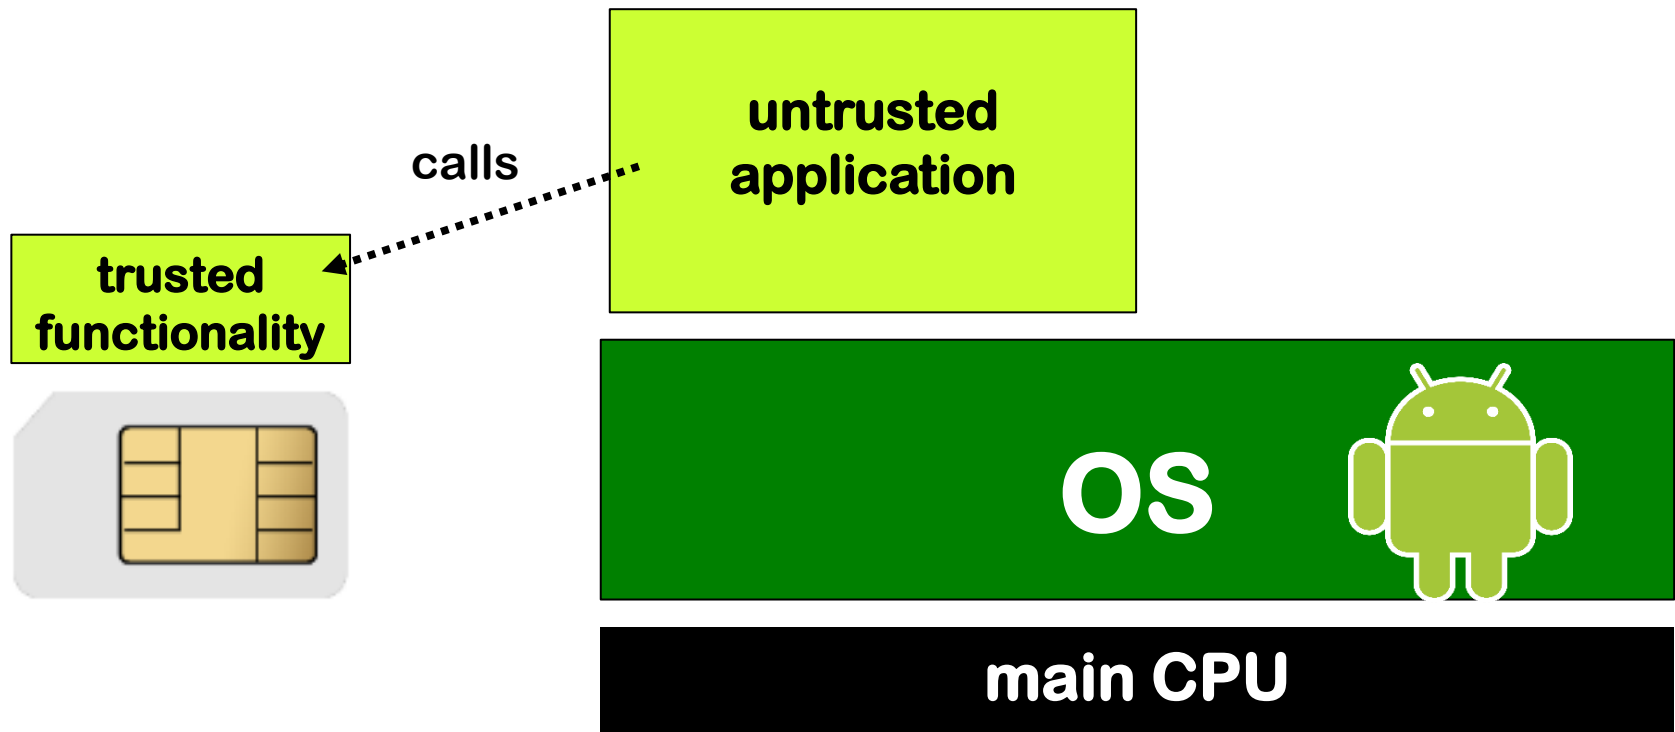 untrusted
application
calls
trusted
functionality
OS
main CPU